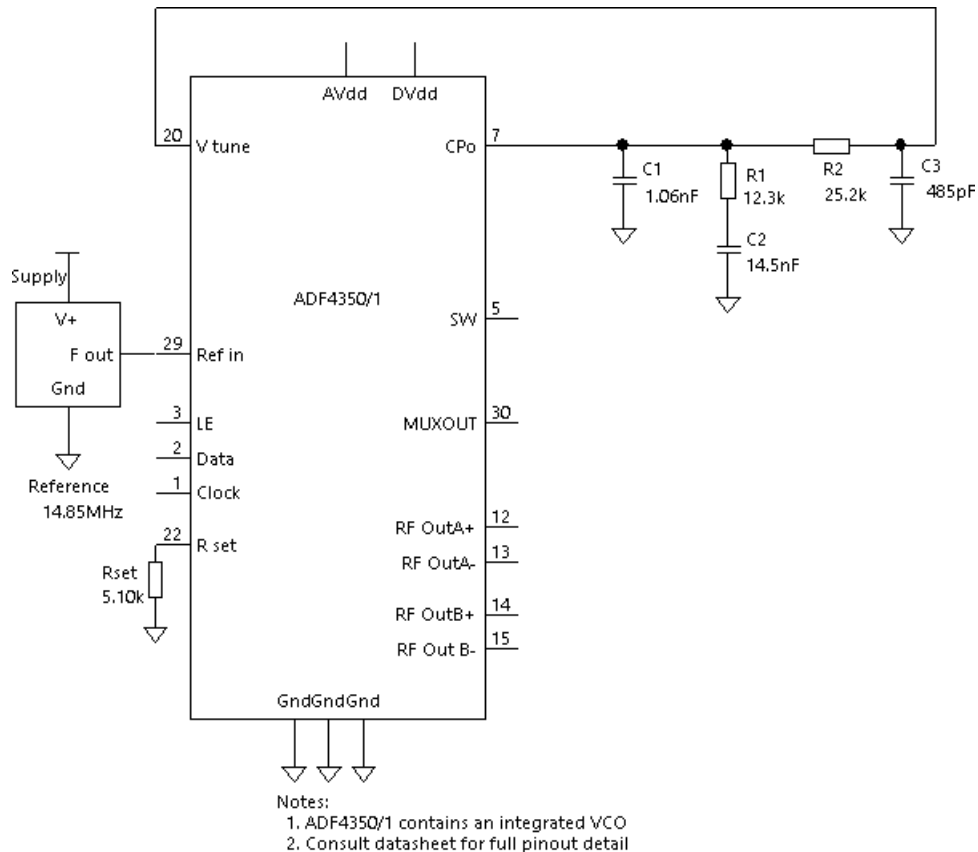 AVdd DVdd
20 V tune
CPo 7
C1
1.06nF
R1
12.3k
R2
25.2k
C3
485pF
C2
14.5nF
Supply
V+
F out
Gnd
ADF4350/1
SW 5
29 Ref in
3 LE
MUXOUT 30
2 Data
1 Clock
Reference
14.85MHz
22 R set
Rset
5.10k
RF OutA+ 12
RF OutA- 13
RF OutB+ 14
RF Out B- 15
GndGndGnd
Notes:
1. ADF4350/1 contains an integrated VCO
2. Consult datasheet for full pinout detail